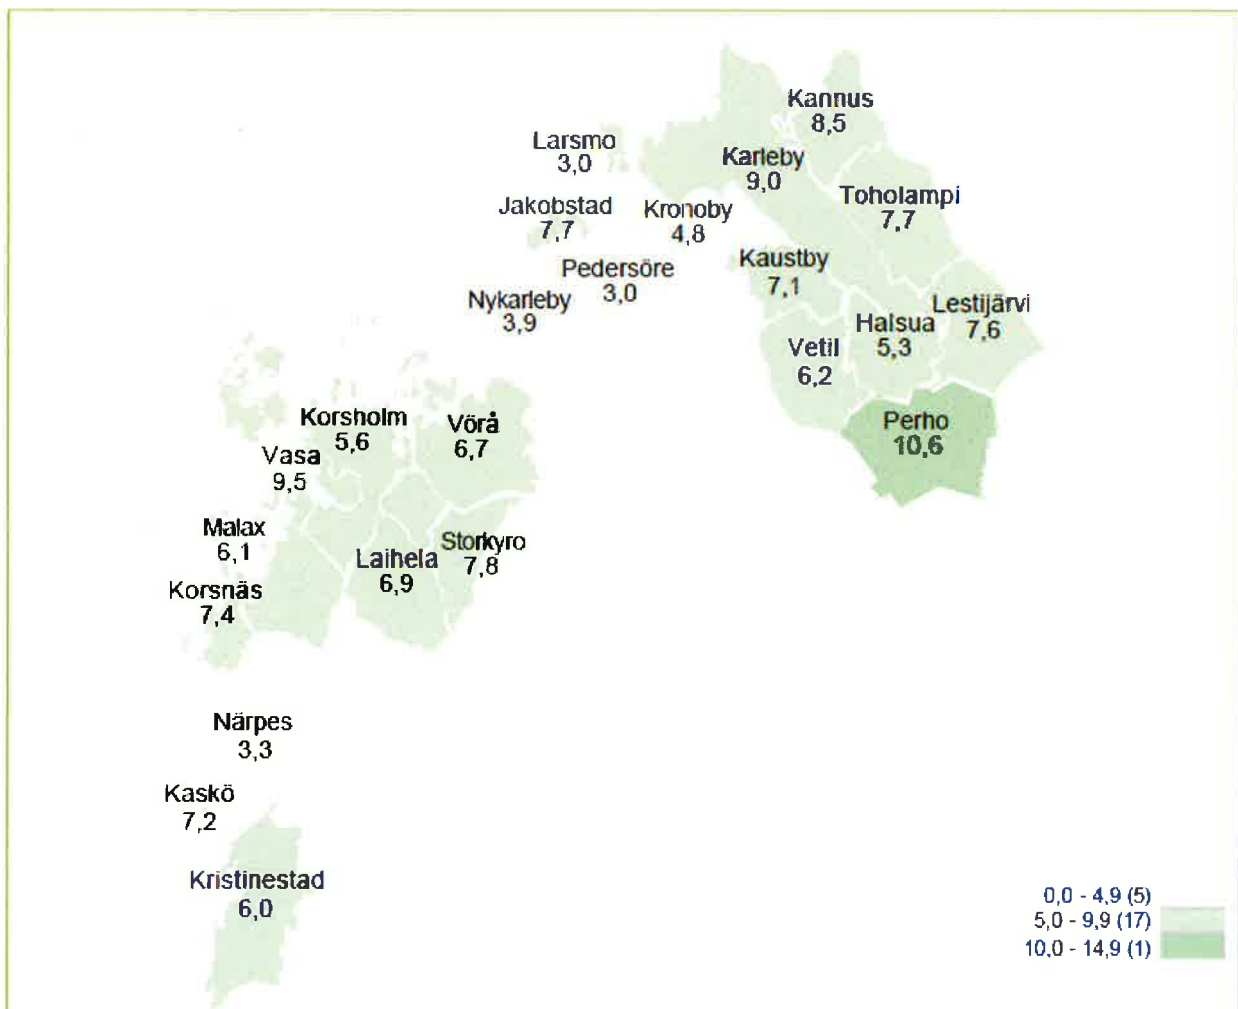 Kannus
8,5
Larsmo
3,0
Karleby
9,0
Toholampi
7,7
Jakobstad
7,7
Kronoby
4,8
Kaustby
7,1
Pedersöre
3,0
Nykarleby
3,9
Lestijärvi
7,6
Halsua
5,3
Vetil
6,2
Perho
10,6
Korsholm
5,6
Vörå
6,7
Vasa
9,5
Malax
6,1
Laihela
6,9
Storkyro
7,8
Korsnäs
7,4
Närpes
3,3
Kaskö
7,2
Kristinestad
6,0
0,0 - 4,9 (5)
5,0 - 9,9 (17)
10,0 - 14,9 (1)